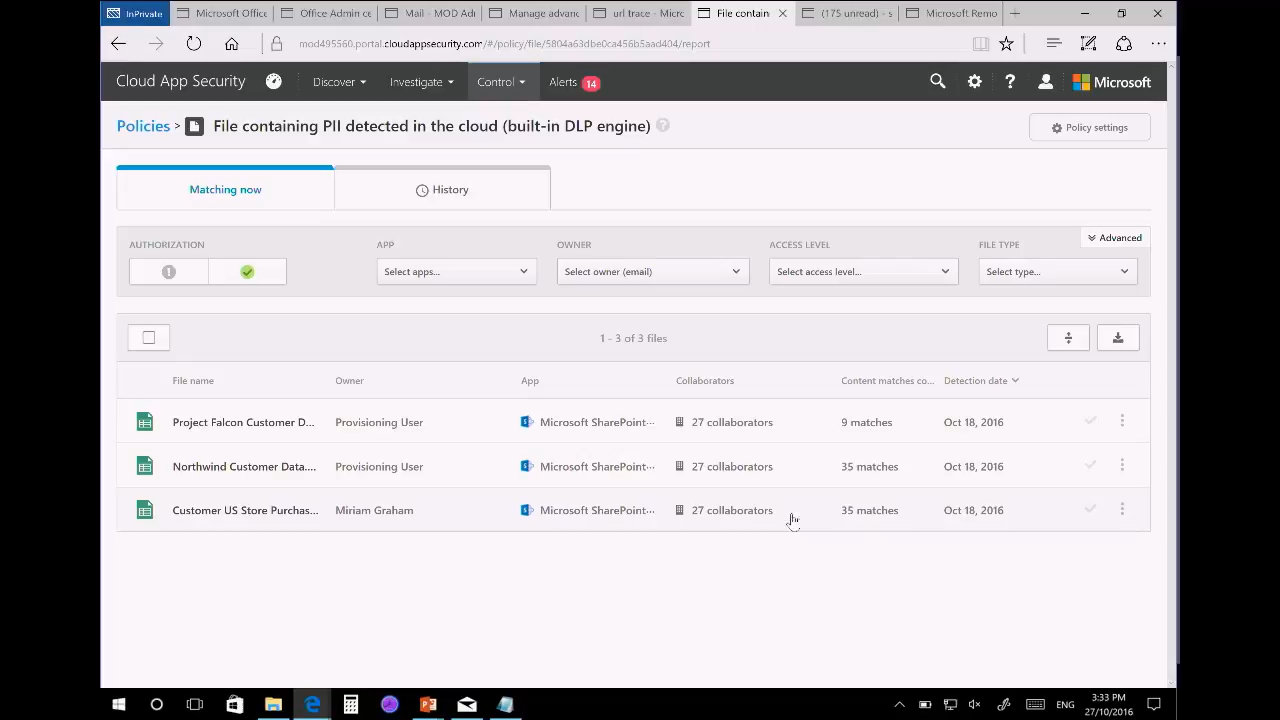 InPrivate
Microsoft Office
Office Admin ce
Mail - MOD Ad
Manage advanc
url trace - Micro
File contain
(175 unread) - s
Microsoft Remo
mod495560.portal.cloudappsecurity.com/#/policy/file/5804a63dbe0ca456b5aad404/report
Cloud App Security
Discover
Investigate
Control
Alerts
14
Microsoft
Policies > File containing PII detected in the cloud (built-in DLP engine)
Policy settings
Matching now
History
AUTHORIZATION
APP
OWNER
ACCESS LEVEL
FILE TYPE
Advanced
Select apps...
Select owner (email)
Select access level...
Select type...
1 - 3 of 3 files
File name Owner App Collaborators Content matches co... Detection date
Project Falcon Customer D... Provisioning User Microsoft SharePoint... 27 collaborators 9 matches Oct 18, 2016
Northwind Customer Data.... Provisioning User Microsoft SharePoint... 27 collaborators 35 matches Oct 18, 2016
Customer US Store Purchas... Miriam Graham Microsoft SharePoint... 27 collaborators 35 matches Oct 18, 2016
ENG
3:33 PM
27/10/2016